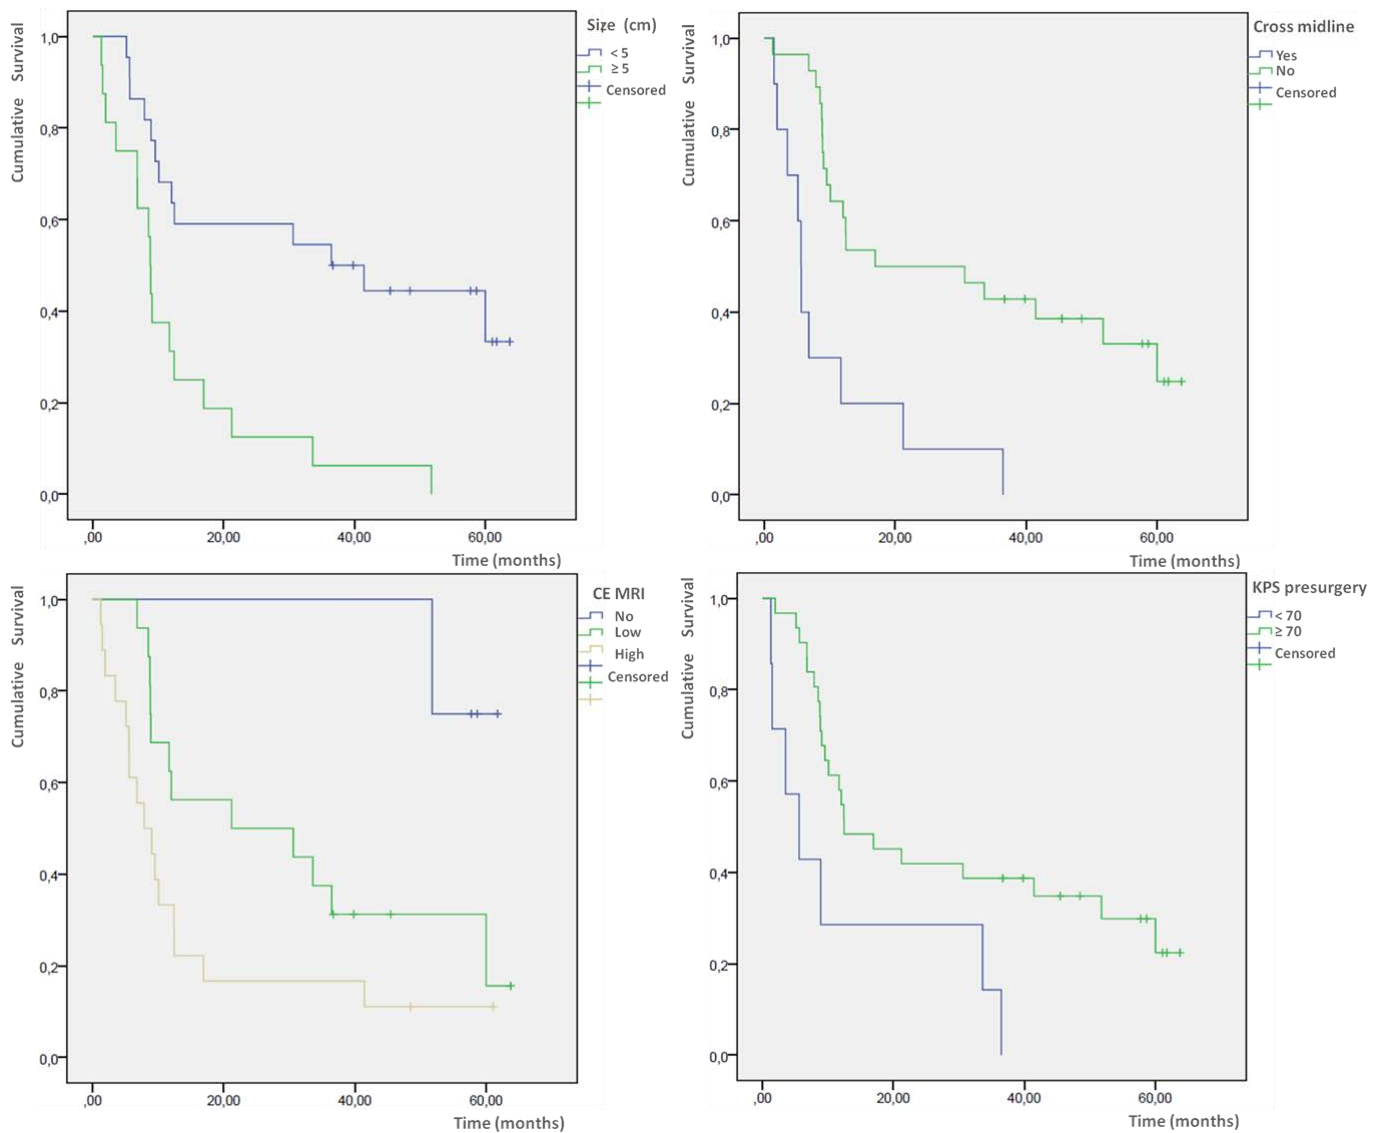 Size (cm)
< 5
≥ 5
Censored
Cumulative Survival
1,0
0,8
0,6
0,4
0,2
0,0
,00
20,00
40,00
60,00
Time (months)
Cross midline
Yes
No
Censored
Cumulative Survival
1,0
0,8
0,6
0,4
0,2
0,0
,00
20,00
40,00
60,00
Time (months)
CE MRI
No
Low
High
Censored
Cumulative Survival
1,0
0,8
0,6
0,4
0,2
0,0
,00
20,00
40,00
60,00
Time (months)
KPS presurgery
< 70
≥ 70
Censored
Cumulative Survival
1,0
0,8
0,6
0,4
0,2
0,0
,00
20,00
40,00
60,00
Time (months)